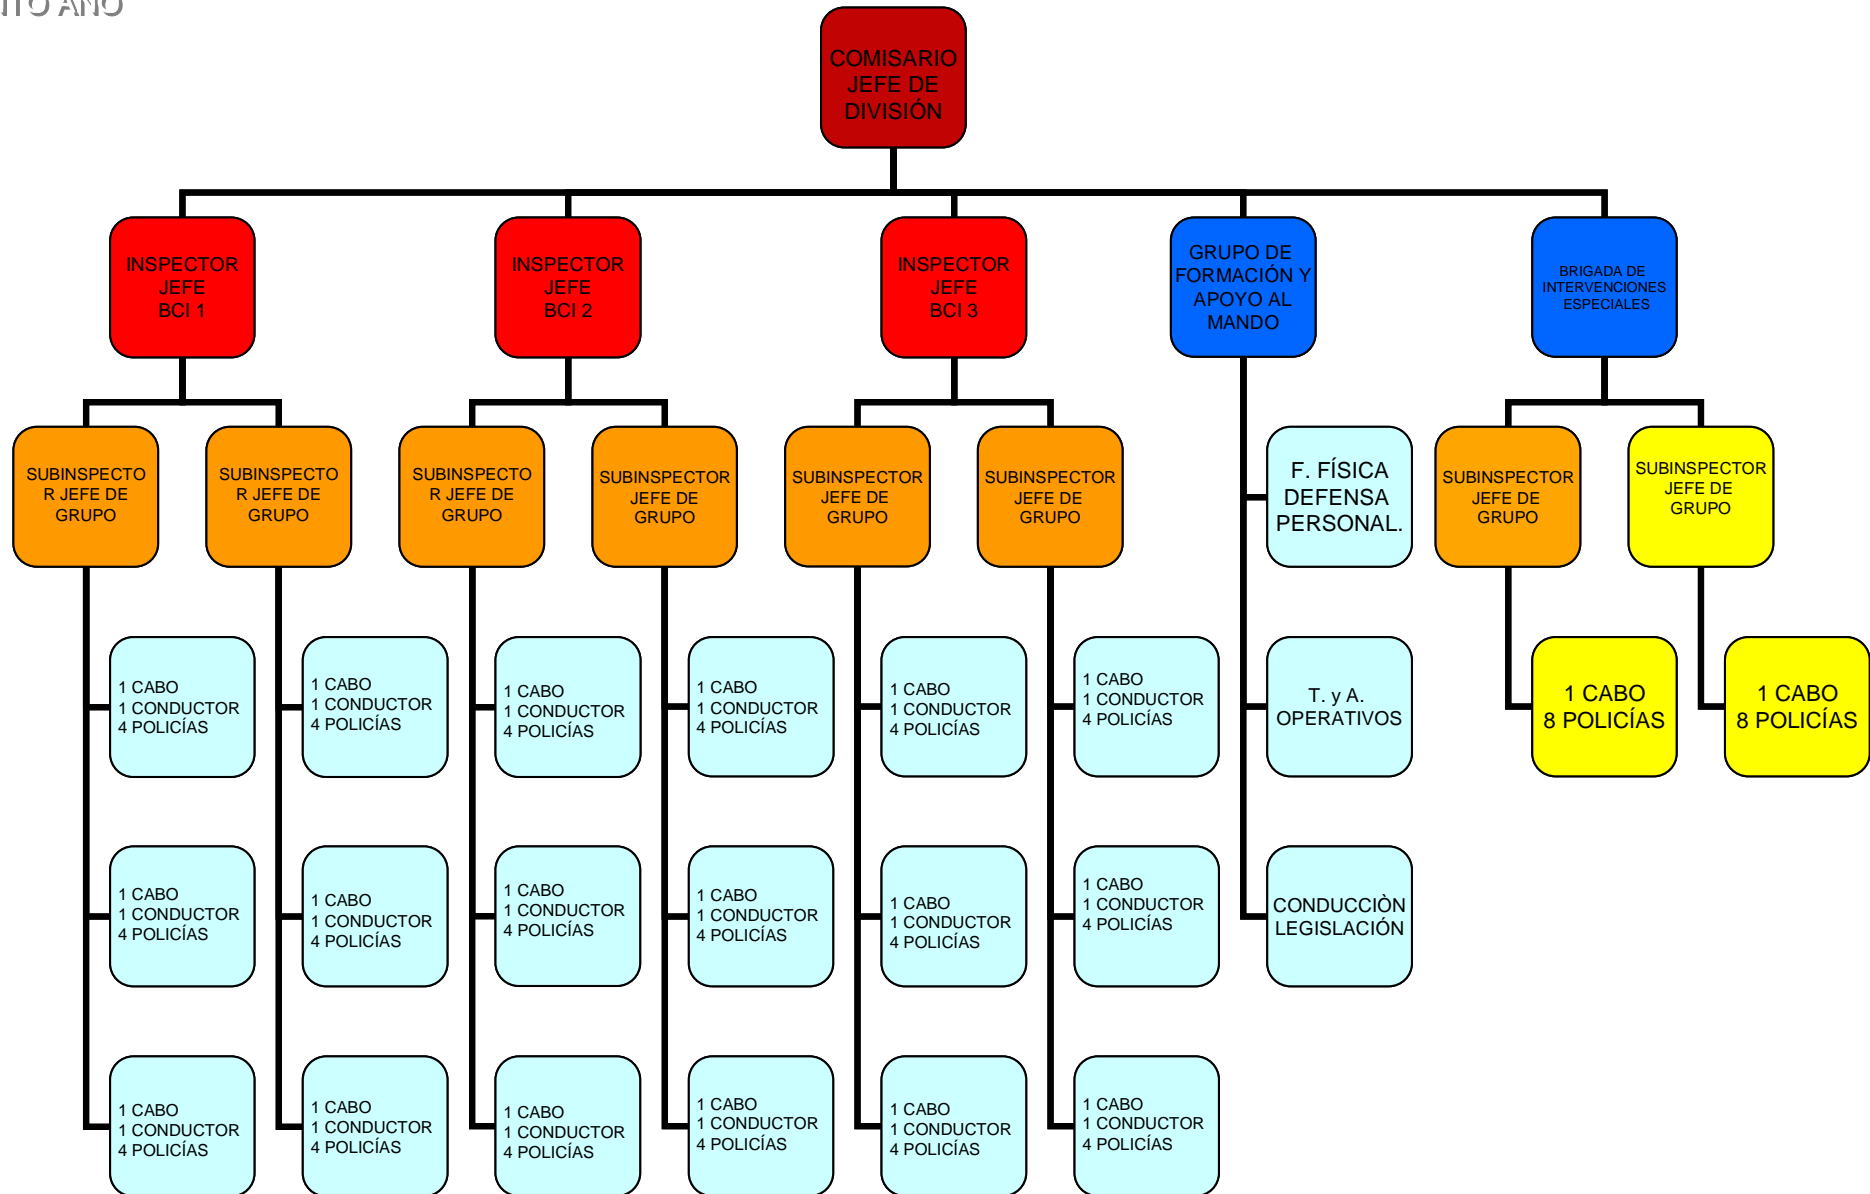 COMISARIO
JEFE DE
DIVISIÓN
INSPECTOR
JEFE
BCI 1
INSPECTOR
JEFE
BCI 2
INSPECTOR
JEFE
BCI 3
GRUPO DE
FORMACIÓN Y
APOYO AL
MANDO
BRIGADA DE
INTERVENCIONES
ESPECIALES
SUBINSPECTO
R JEFE DE
GRUPO
SUBINSPECTO
R JEFE DE
GRUPO
SUBINSPECTO
R JEFE DE
GRUPO
SUBINSPECTOR
JEFE DE
GRUPO
SUBINSPECTOR
JEFE DE
GRUPO
SUBINSPECTOR
JEFE DE
GRUPO
F. FÍSICA
DEFENSA
PERSONAL.
SUBINSPECTOR
JEFE DE
GRUPO
SUBINSPECTOR
JEFE DE
GRUPO
1 CABO
1 CONDUCTOR
4 POLICÍAS
1 CABO
1 CONDUCTOR
4 POLICÍAS
1 CABO
1 CONDUCTOR
4 POLICÍAS
1 CABO
1 CONDUCTOR
4 POLICÍAS
1 CABO
1 CONDUCTOR
4 POLICÍAS
1 CABO
1 CONDUCTOR
4 POLICÍAS
T. y A.
OPERATIVOS
1 CABO
8 POLICÍAS
1 CABO
8 POLICÍAS
1 CABO
1 CONDUCTOR
4 POLICÍAS
1 CABO
1 CONDUCTOR
4 POLICÍAS
1 CABO
1 CONDUCTOR
4 POLICÍAS
1 CABO
1 CONDUCTOR
4 POLICÍAS
1 CABO
1 CONDUCTOR
4 POLICÍAS
1 CABO
1 CONDUCTOR
4 POLICÍAS
CONDUCCIÒN
LEGISLACIÓN
1 CABO
1 CONDUCTOR
4 POLICÍAS
1 CABO
1 CONDUCTOR
4 POLICÍAS
1 CABO
1 CONDUCTOR
4 POLICÍAS
1 CABO
1 CONDUCTOR
4 POLICÍAS
1 CABO
1 CONDUCTOR
4 POLICÍAS
1 CABO
1 CONDUCTOR
4 POLICÍAS